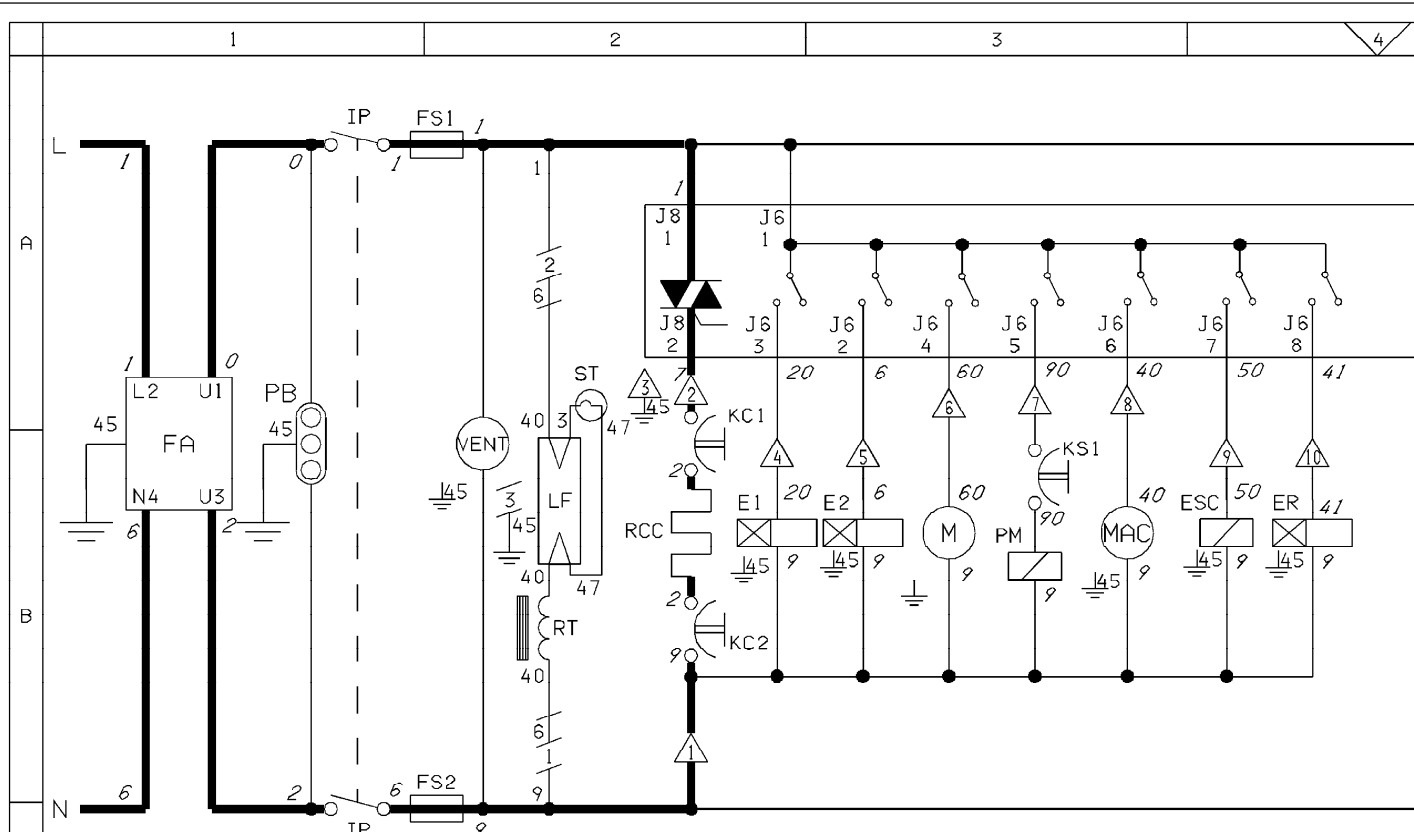 1 2 3 4
IP FS1 1
L 1 0 1 1
1
A
J8 J6
1 1
2
6
J8 J6 J6 J6 J6 J6 J6 J6
2 3 2 4 5 6 7 8
1 0 7 20 6 60 90 40 50 41
L2 U1 PB ST 3 2 6 7 8
45 40 3 47 45 KC1
45 FA 45 VENT 4 5 KS1 9 10
2
N4 U3 45 3 LF 20 6 60 40 50 41
6 2 45 RCC E1 E2 90 ESC ER
M PM MAC
45 9 45 9 9 9 45 9 45 9 45 9
40 47 2
B RT KC2
40 9
6
1 1
6 2 6 FS2 9
N
IP 9